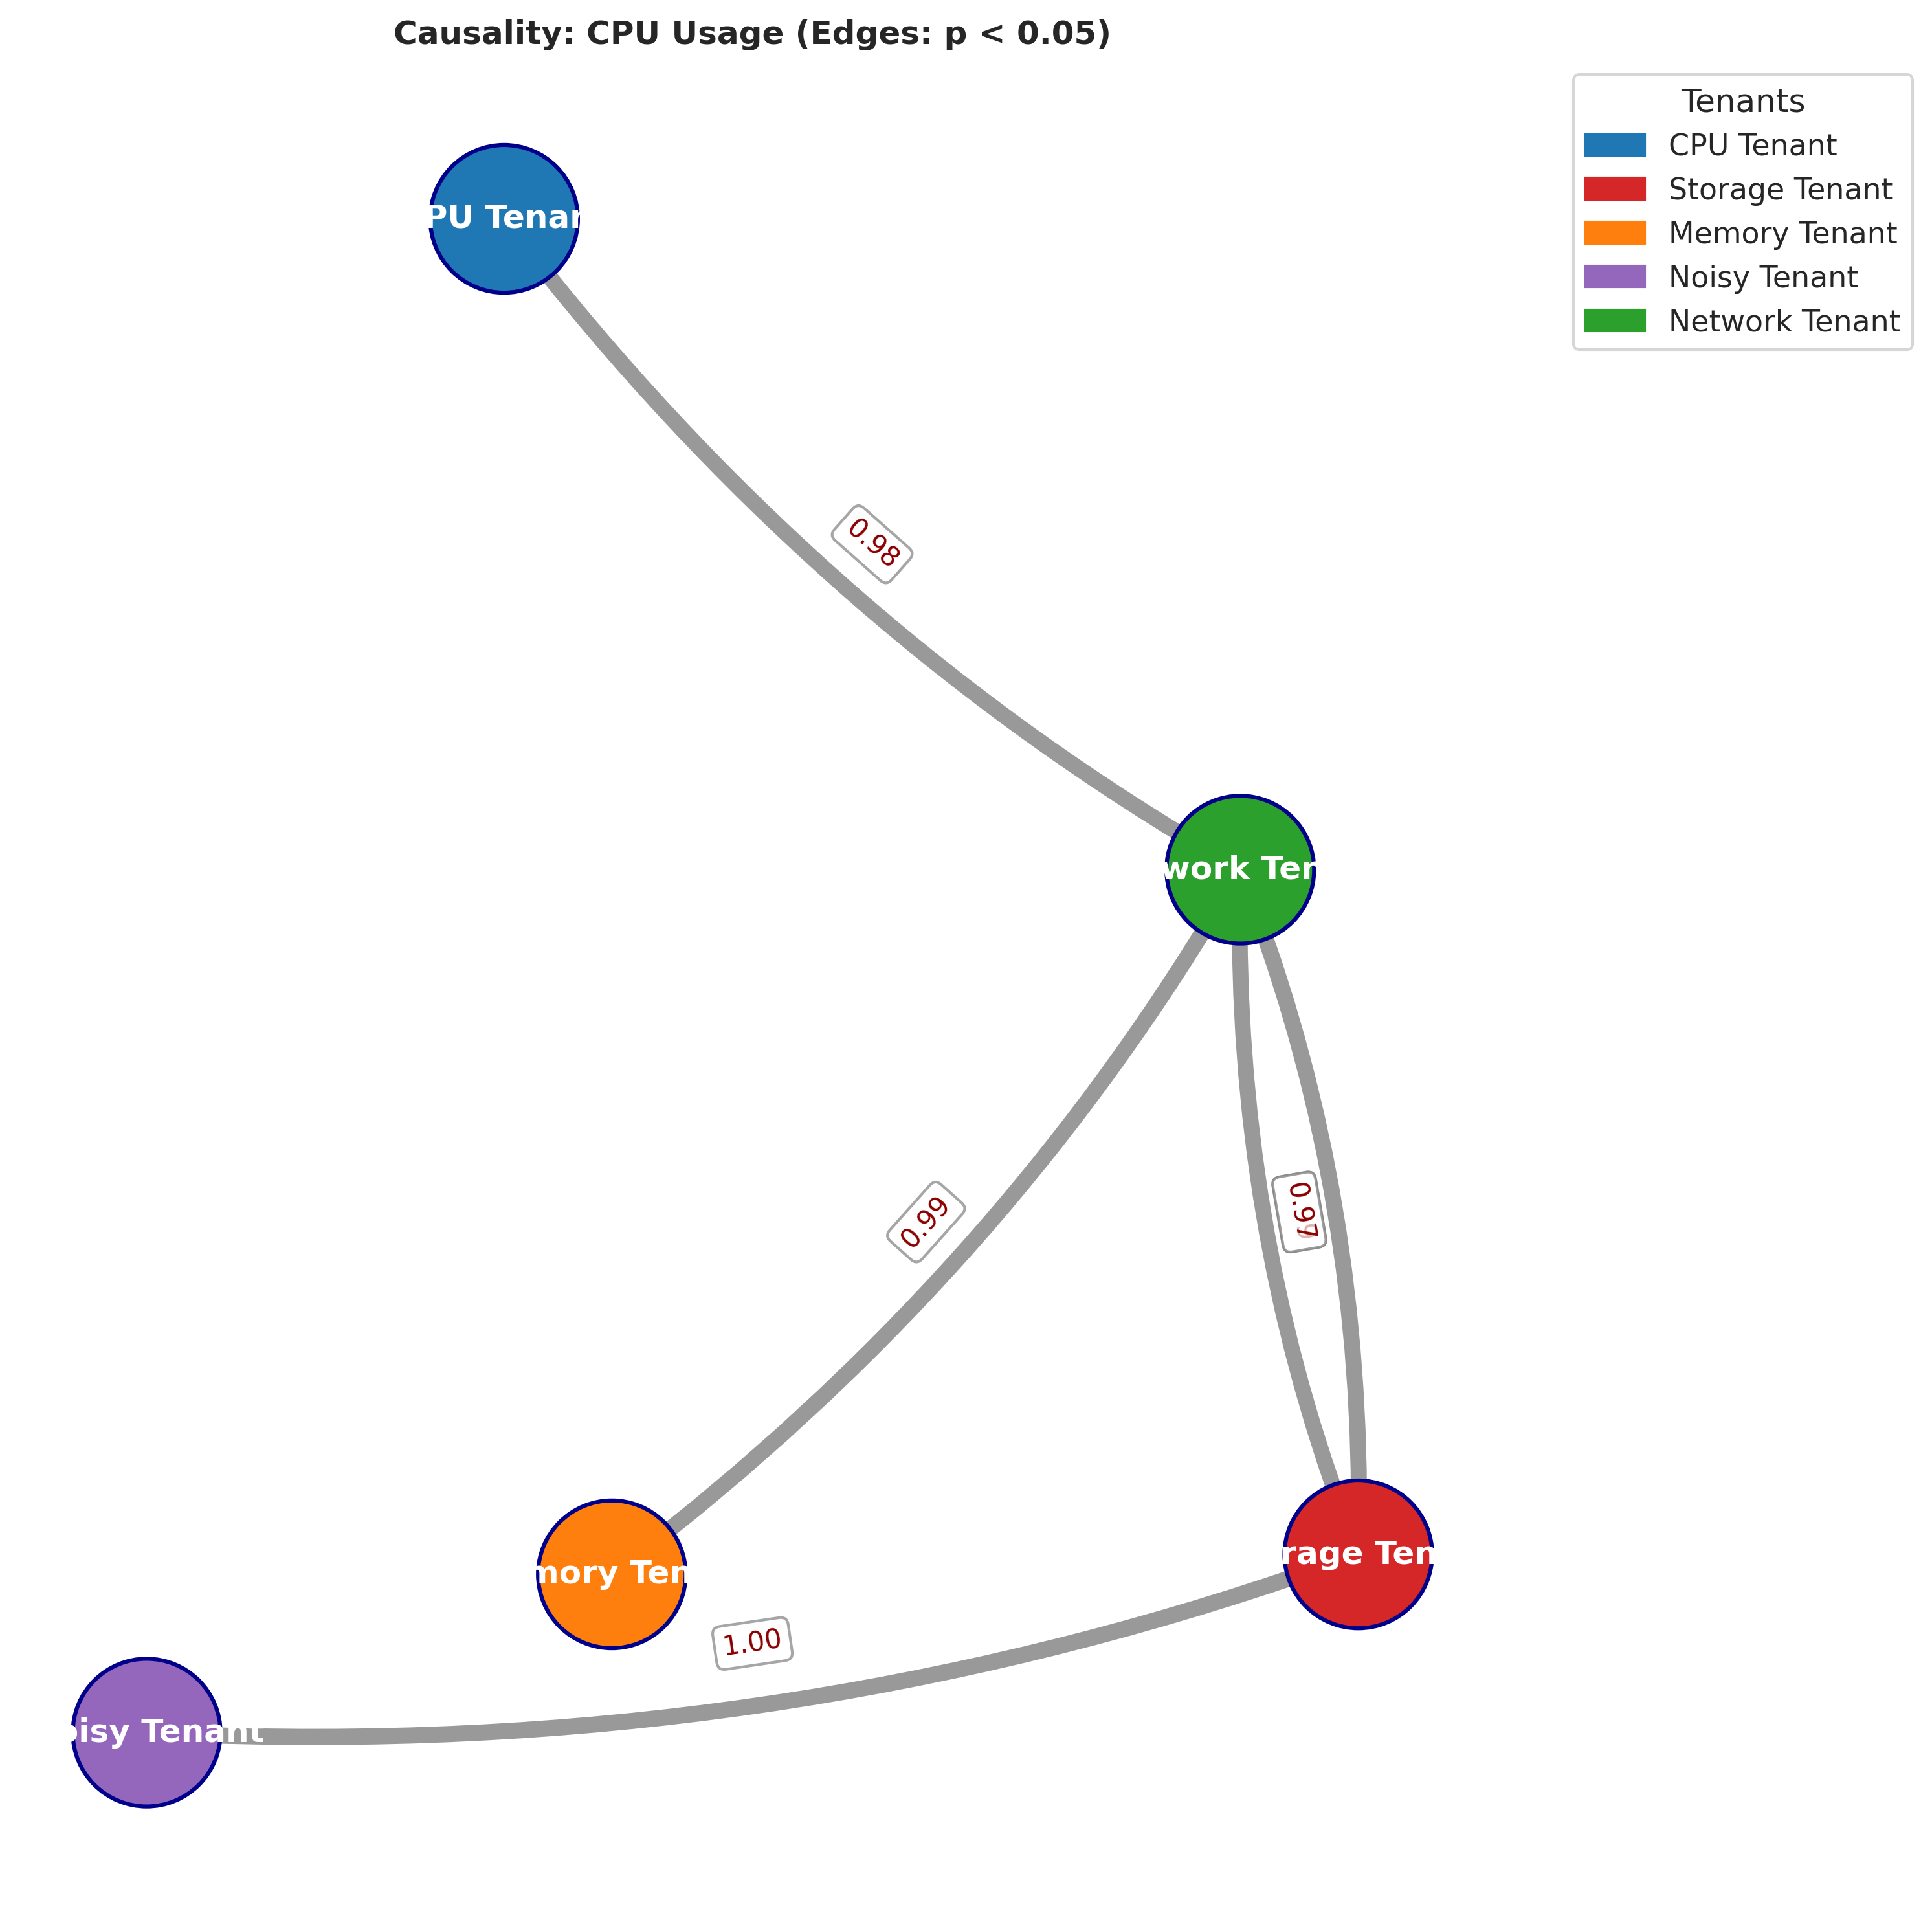 Causality: CPU Usage (Edges: p < 0.05)
Tenants
CPU Tenant
Storage Tenant
Memory Tenant
Noisy Tenant
Network Tenant
PU Tenan
0.98
work Ten
0.99
0.97
mory Ten
rage Ten
1.00
oisy Tenant